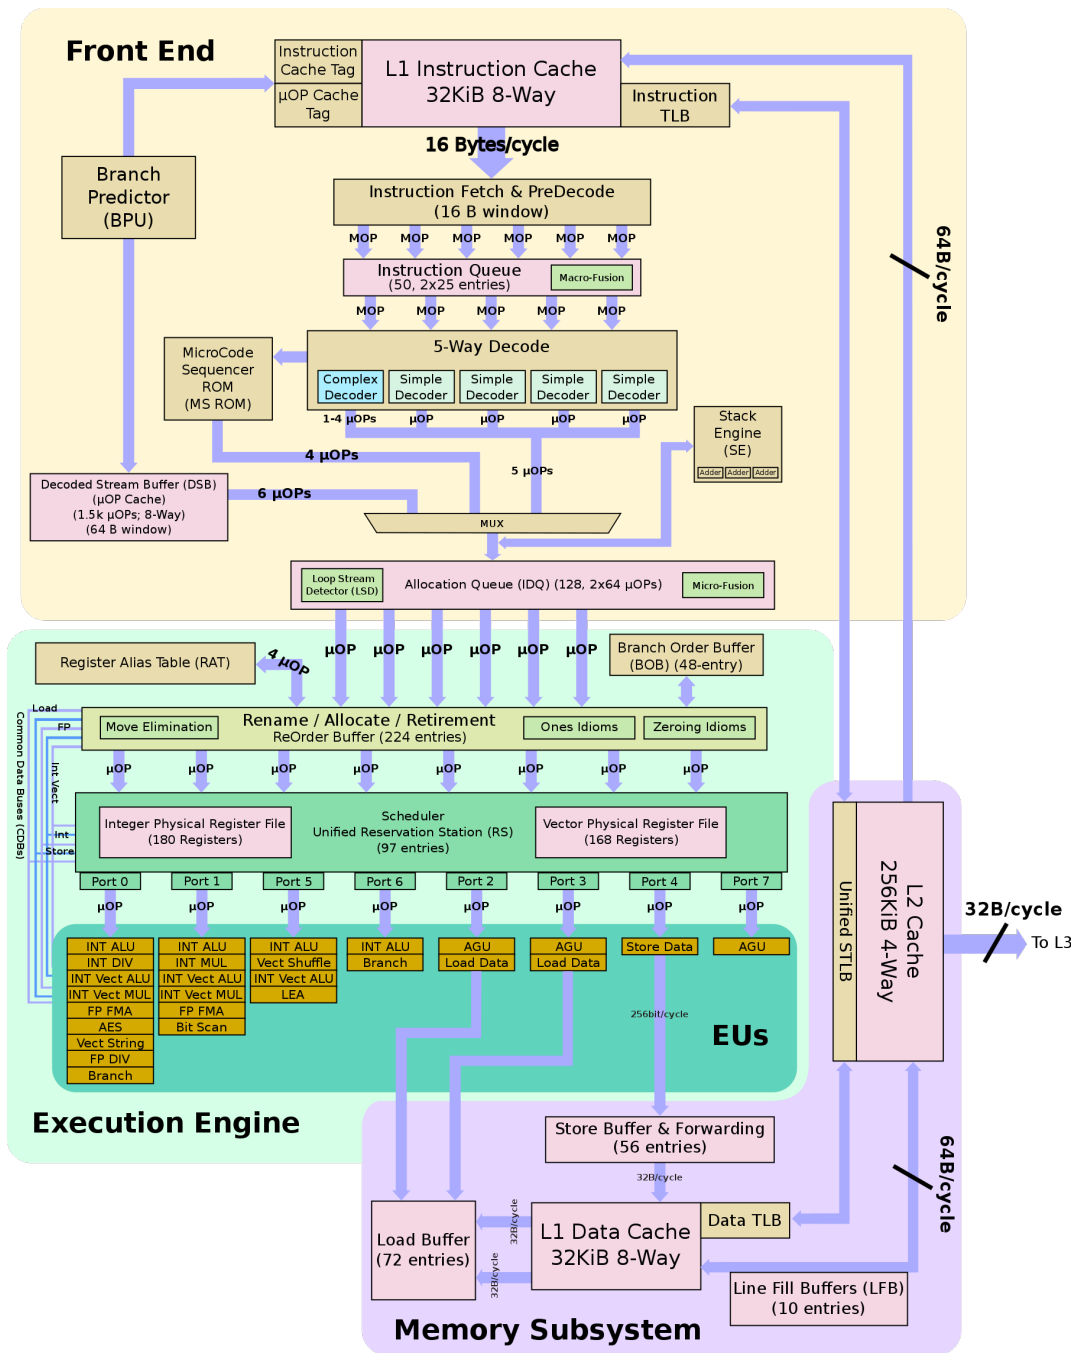 Front End
Instruction
Cache Tag
µOP Cache
Tag
L1 Instruction Cache
32KiB 8-Way
Instruction
TLB
16 Bytes/cycle
Branch
Predictor
(BPU)
Instruction Fetch & PreDecode
(16 B window)
MOP MOP MOP MOP MOP MOP
Instruction Queue
(50, 2x25 entries)
Macro-Fusion
64B/cycle
MOP MOP MOP MOP MOP
MicroCode
Sequencer
ROM
(MS ROM)
5-Way Decode
Complex
Decoder
Simple
Decoder
Simple
Decoder
Simple
Decoder
Simple
Decoder
1-4 µOPs µOP µOP µOP µOP
Stack
Engine
(SE)
Adder Adder Adder
4 µOPs
5 µOPs
Decoded Stream Buffer (DSB)
(µOP Cache)
(1.5k µOPs; 8-Way)
(64 B window)
6 µOPs
MUX
Loop Stream
Detector (LSD)
Allocation Queue (IDQ) (128, 2x64 µOPs)
Micro-Fusion
Register Alias Table (RAT)
4 µOP
µOP µOP µOP µOP µOP µOP
Branch Order Buffer
(BOB) (48-entry)
Load
FP
Common Data Buses (CDBs)
Int Vect
Int
Store
Move Elimination
Rename / Allocate / Retirement
ReOrder Buffer (224 entries)
Ones Idioms
Zeroing Idioms
µOP µOP µOP µOP µOP µOP µOP µOP
Integer Physical Register File
(180 Registers)
Scheduler
Unified Reservation Station (RS)
(97 entries)
Vector Physical Register File
(168 Registers)
Port 0 Port 1 Port 5 Port 6 Port 2 Port 3 Port 4 Port 7
µOP µOP µOP µOP µOP µOP µOP µOP
INT ALU
INT DIV
INT Vect ALU
INT Vect MUL
FP FMA
AES
Vect String
FP DIV
Branch
INT ALU
INT MUL
INT Vect ALU
INT Vect MUL
FP FMA
Bit Scan
INT ALU
Vect Shuffle
INT Vect ALU
LEA
INT ALU
Branch
AGU
Load Data
AGU
Load Data
Store Data
AGU
256bit/cycle
EUs
Execution Engine
Unified STLB
L2 Cache
256KiB 4-Way
32B/cycle
To L3
Store Buffer & Forwarding
(56 entries)
32B/cycle
64B/cycle
Load Buffer
(72 entries)
32B/cycle
32B/cycle
L1 Data Cache
32KiB 8-Way
Data TLB
Line Fill Buffers (LFB)
(10 entries)
Memory Subsystem